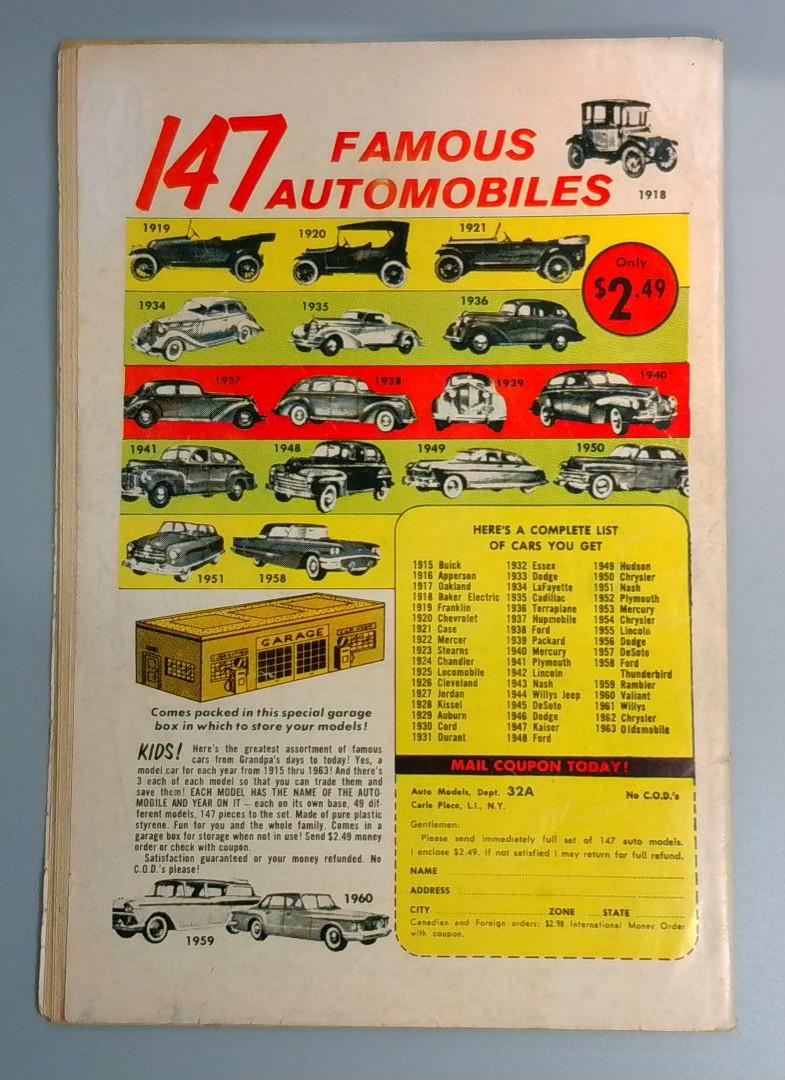 147 FAMOUS
AUTOMOBILES
1918
1919
1920
1921
Only
$2.49
1934
1935
1936
1937
1938
1939
1940
1941
1948
1949
1950
1951
1958
GARAGE
Comes packed in this special garage
box in which to store your models!
KIDS! Here's the greatest assortment of famous
cars from Grandpa's days to today! Yes, a
model car for each year from 1915 thru 1963! And there's
3 each of each model so that you can trade them and
save them! EACH MODEL HAS THE NAME OF THE AUTO-
MOBILE AND YEAR ON IT — each on its own base, 49 dif-
ferent models, 147 pieces to the set. Made of pure plastic
styrene. Fun for you and the whole family. Comes in a
garage box for storage when not in use! Send $2.49 money
order or check with coupon.
Satisfaction guaranteed or your money refunded. No
C.O.D.'s please!
1959
1960
HERE'S A COMPLETE LIST
OF CARS YOU GET
1915 Buick
1916 Apperson
1917 Oakland
1918 Baker Electric
1919 Franklin
1920 Chevrolet
1921 Case
1922 Mercer
1923 Stearns
1924 Chandler
1925 Locomobile
1926 Cleveland
1927 Jordan
1928 Kissel
1929 Auburn
1930 Cord
1931 Durant
1932 Essex
1933 Dodge
1934 LaFayette
1935 Cadillac
1936 Terraplane
1937 Hupmobile
1938 Ford
1939 Packard
1940 Mercury
1941 Plymouth
1942 Lincoln
1943 Nash
1944 Willys Jeep
1945 DeSoto
1946 Dodge
1947 Kaiser
1948 Ford
1949 Hudson
1950 Chrysler
1951 Nash
1952 Plymouth
1953 Mercury
1954 Chrysler
1955 Lincoln
1956 Dodge
1957 DeSoto
1958 Ford
Thunderbird
1959 Rambler
1960 Valiant
1961 Willys
1962 Chrysler
1963 Oldsmobile
MAIL COUPON TODAY!
Auto Models, Dept. 32A No C.O.D.'s
Carle Place, L.I., N.Y.
Gentlemen:
Please send immediately full set of 147 auto models.
I enclose $2.49. If not satisfied I may return for full refund.
NAME
ADDRESS
CITY ZONE STATE
Canadian and Foreign orders: $2.98 International Money Order
with coupon.